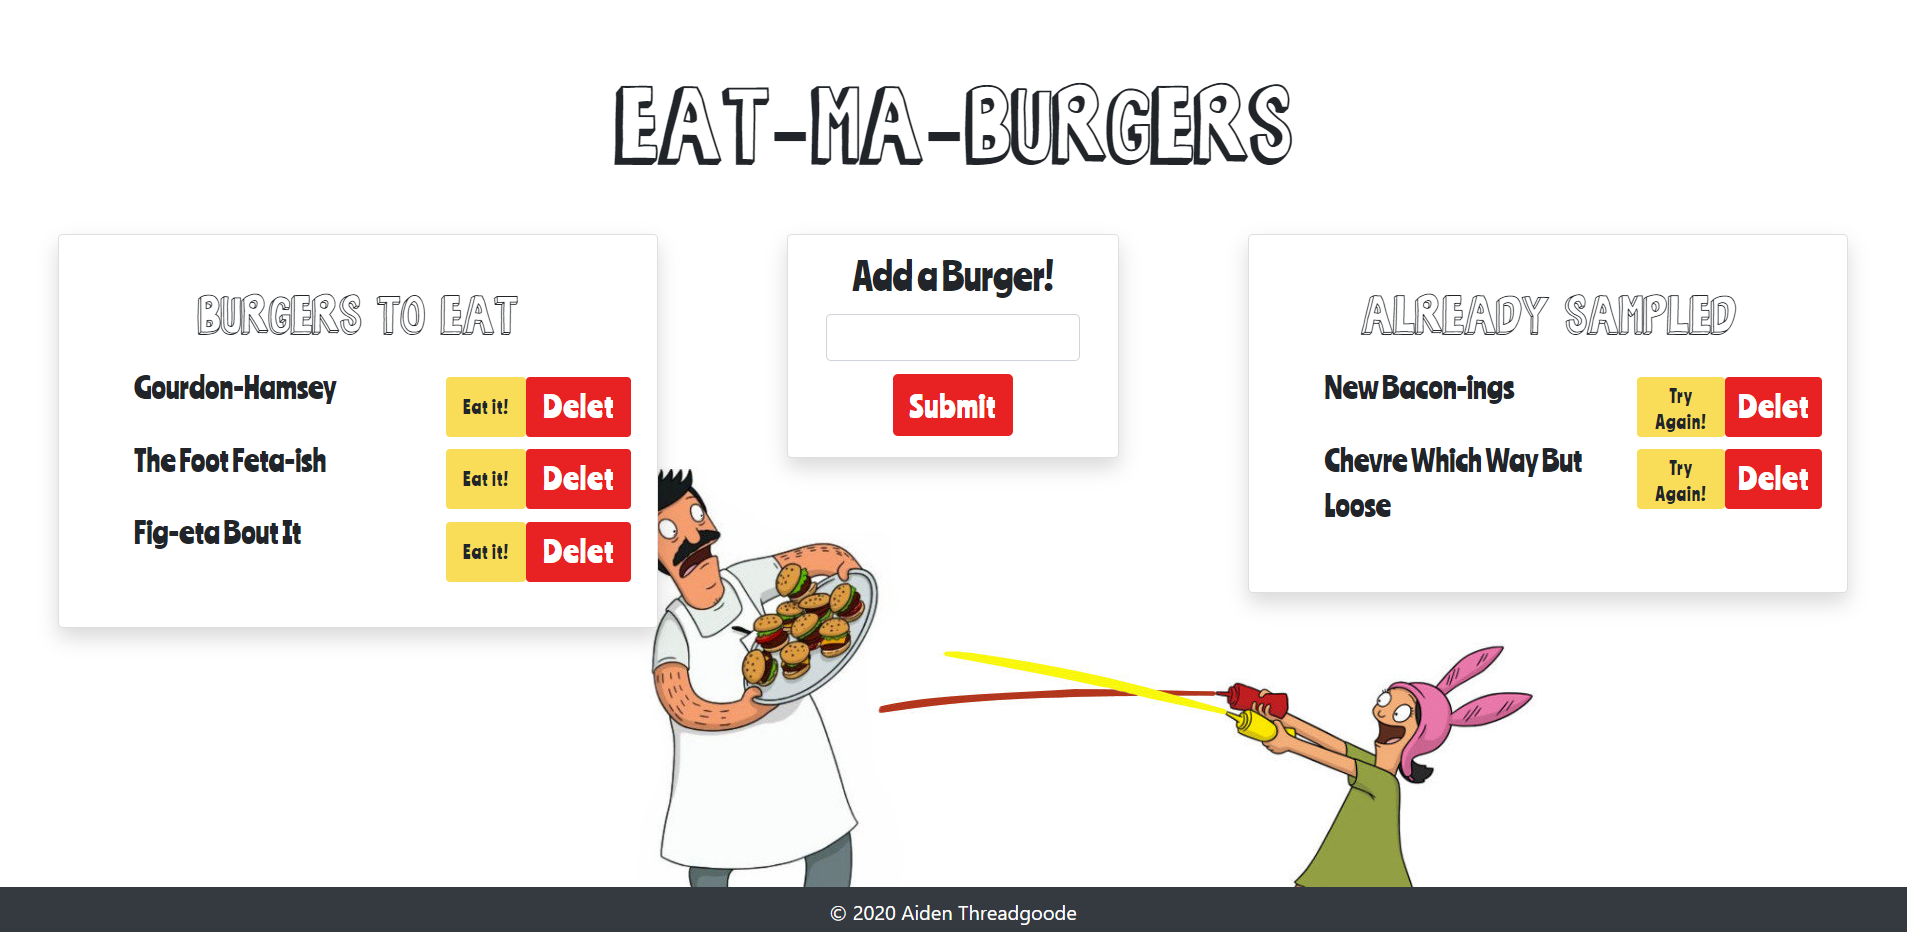 EAT-MA-BURGERS
BURGERS TO EAT
Gourdon-Hamsey
Eat it!
Delet
The Foot Feta-ish
Eat it!
Delet
Fig-eta Bout It
Eat it!
Delet
Add a Burger!
Submit
ALREADY SAMPLED
New Bacon-ings
Try
Again!
Delet
Chevre Which Way But
Loose
Try
Again!
Delet
© 2020 Aiden Threadgoode